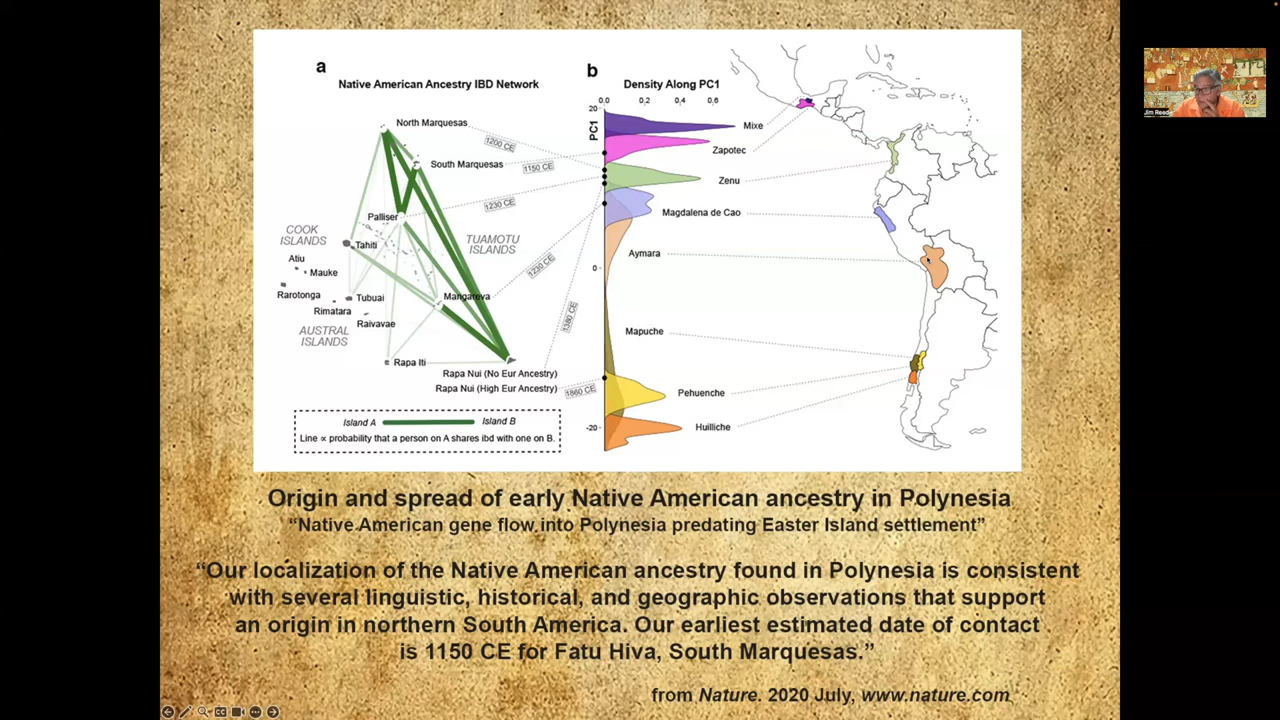 a
Native American Ancestry IBD Network
North Marquesas
South Marquesas
1200 CE
1150 CE
Palliser
1230 CE
COOK
ISLANDS
Tahiti
TUAMOTU
ISLANDS
Atiu
Mauke
1230 CE
Rarotonga
Tubuai
Mangareva
Rimatara
Raivavae
1380 CE
AUSTRAL
ISLANDS
Rapa Iti
Rapa Nui (No Eur Ancestry)
Rapa Nui (High Eur Ancestry)
1860 CE
Island A
Island B
Line ∝ probability that a person on A shares ibd with one on B.
b
Density Along PC1
0,0 0,2 0,4 0,6
20
PC1
0
-20
Mixe
Zapotec
Zenu
Magdalena de Cao
Aymara
Mapuche
Pehuenche
Huilliche
Origin and spread of early Native American ancestry in Polynesia
“Native American gene flow into Polynesia predating Easter Island settlement”
“Our localization of the Native American ancestry found in Polynesia is consistent
with several linguistic, historical, and geographic observations that support
an origin in northern South America. Our earliest estimated date of contact
is 1150 CE for Fatu Hiva, South Marquesas.”
from Nature. 2020 July, www.nature.com